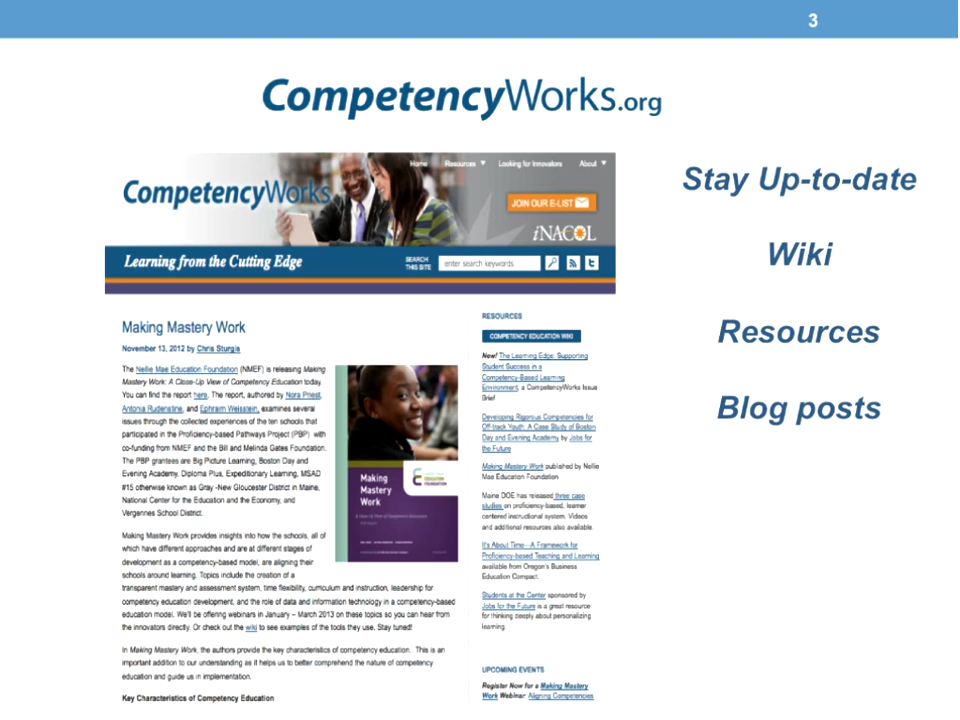 3
CompetencyWorks.org
Home Resources Looking for Innovators About
CompetencyWorks
JOIN OUR E-LIST
iNACOL
Learning from the Cutting Edge
SEARCH
THIS SITE
enter search keywords
Stay Up-to-date
Wiki
Resources
Blog posts
Making Mastery Work
November 13, 2012 by Chris Sturgis
The Nellie Mae Education Foundation (NMEF) is releasing Making
Mastery Work: A Close-Up View of Competency Education today.
You can find the report here. The report, authored by Nora Priest,
Antonia Rudenstine, and Ephraim Weisstein, examines several
issues through the collected experiences of the ten schools that
participated in the Proficiency-based Pathways Project (PBP) with
co-funding from NMEF and the Bill and Melinda Gates Foundation.
The PBP grantees are Big Picture Learning, Boston Day and
Evening Academy, Diploma Plus, Expeditionary Learning, MSAD
#15 otherwise known as Gray -New Gloucester District in Maine,
National Center for the Education and the Economy, and
Vergennes School District.
Making Mastery Work provides insights into how the schools, all of
which have different approaches and are at different stages of
development as a competency-based model, are aligning their
schools around learning. Topics include the creation of a
transparent mastery and assessment system, time flexibility, curriculum and instruction, leadership for
competency education development, and the role of data and information technology in a competency-based
education model. We'll be offering webinars in January – March 2013 on these topics so you can hear from
the innovators directly. Or check out the wiki to see examples of the tools they use. Stay tuned!
In Making Mastery Work, the authors provide the key characteristics of competency education. This is an
important addition to our understanding as it helps us to better comprehend the nature of competency
education and guide us in implementation.
Key Characteristics of Competency Education
Making
Mastery
Work
EDUCATION
FOUNDATION
RESOURCES
COMPETENCY EDUCATION WIKI
New! The Learning Edge: Supporting
Student Success in a
Competency-Based Learning
Environment, a CompetencyWorks Issue
Brief
Developing Rigorous Competencies for
Off-track Youth: A Case Study of Boston
Day and Evening Academy by Jobs for
the Future
Making Mastery Work published by Nellie
Mae Education Foundation
Maine DOE has released three case
studies on proficiency-based, learner
centered instructional system. Videos
and additional resources also available.
It's About Time—A Framework for
Proficiency-based Teaching and Learning
available from Oregon's Business
Education Compact.
Students at the Center sponsored by
Jobs for the Future is a great resource
for thinking deeply about personalizing
learning.
UPCOMING EVENTS
Register Now for a Making Mastery
Work Webinar: Aligning Competencies